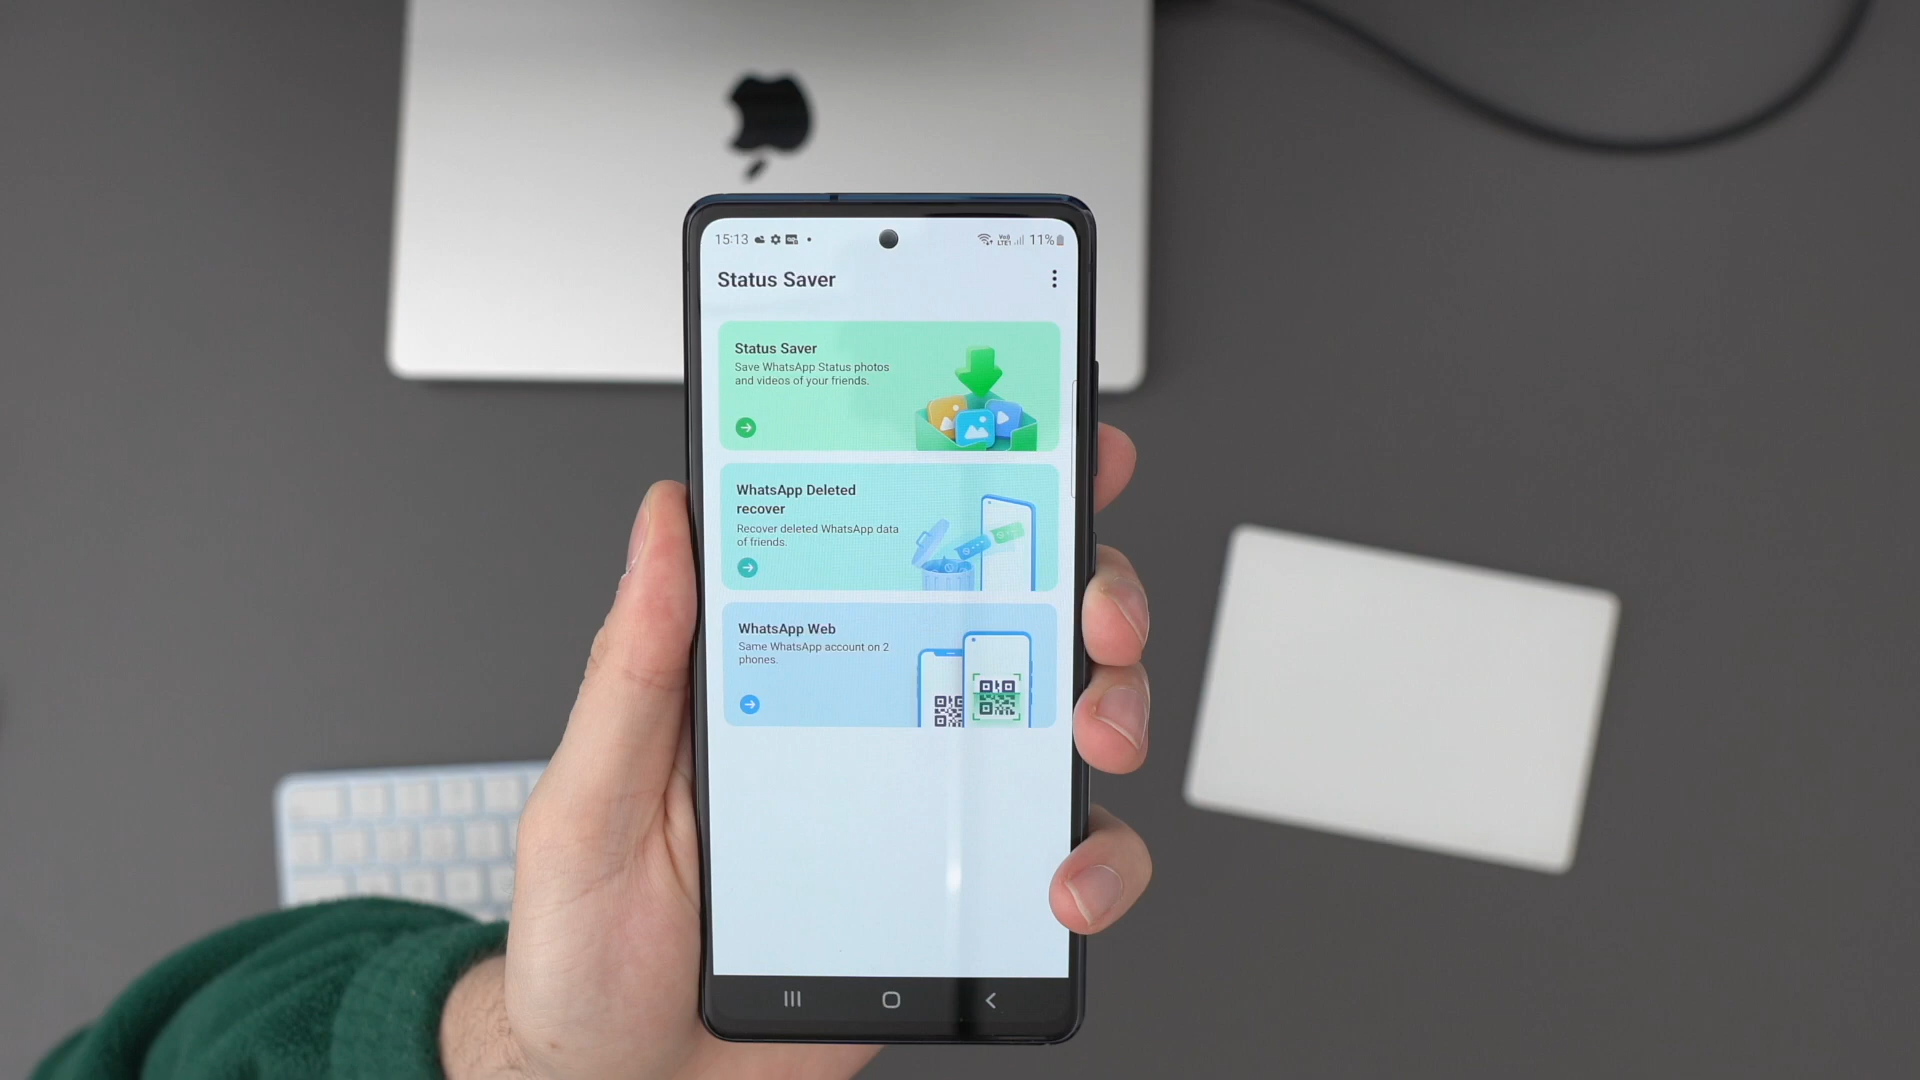 15:13 11%
Status Saver
Status Saver
Save WhatsApp Status photos
and videos of your friends.
WhatsApp Deleted
recover
Recover deleted WhatsApp data
of friends.
WhatsApp Web
Same WhatsApp account on 2
phones.